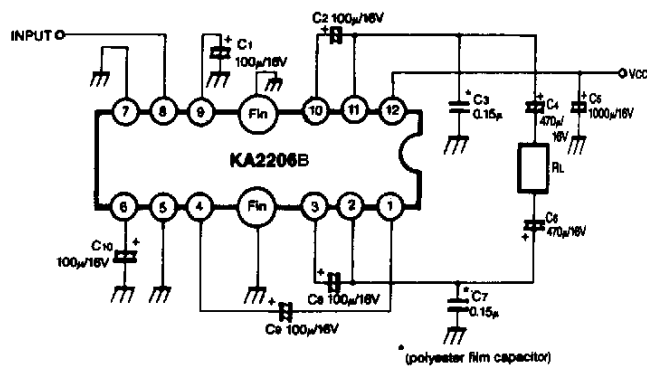 C2 100μ/16V
INPUT
C1
100μ/16V
VCC
*C3
0.15μ
C4
470μ/
16V
C5
1000μ/16V
7
8
9
Fin
10
11
12
KA2206B
RL
6
5
4
Fin
3
2
1
C6
470μ/16V
C10
100μ/16V
C8 100μ/16V
*C7
0.15μ
C9 100μ/16V
*(polyester film capacitor)